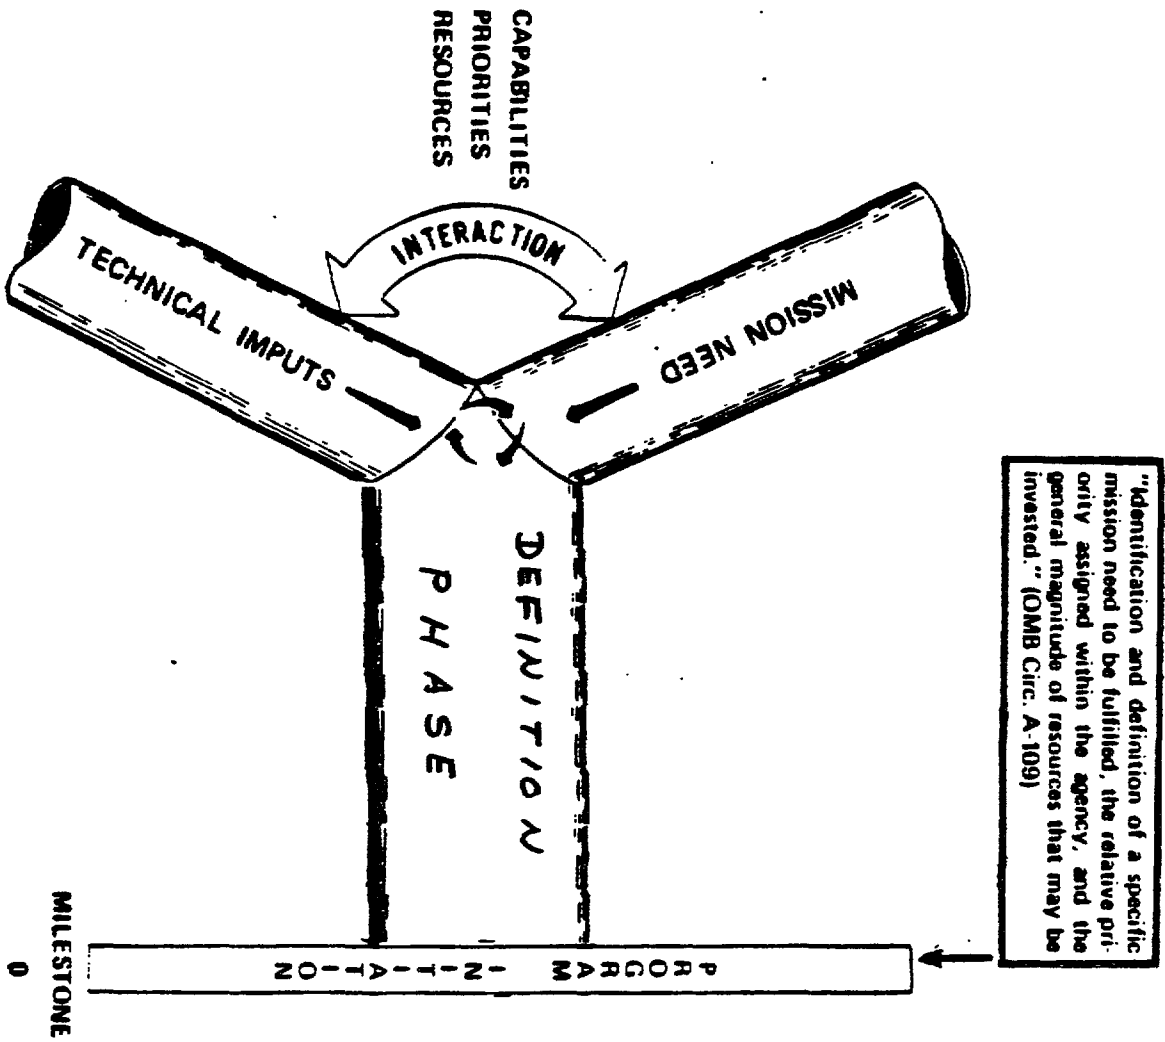 "Identification and definition of a specific
mission need to be fulfilled, the relative pri-
ority assigned within the agency, and the
general magnitude of resources that may be
invested." (OMB Circ. A-109)
MISSION NEED
CAPABILITIES
PRIORITIES
RESOURCES
INTERACTION
TECHNICAL IMPUTS
DEFINITION
PHASE
PROGRAM INITIATION
MILESTONE
0